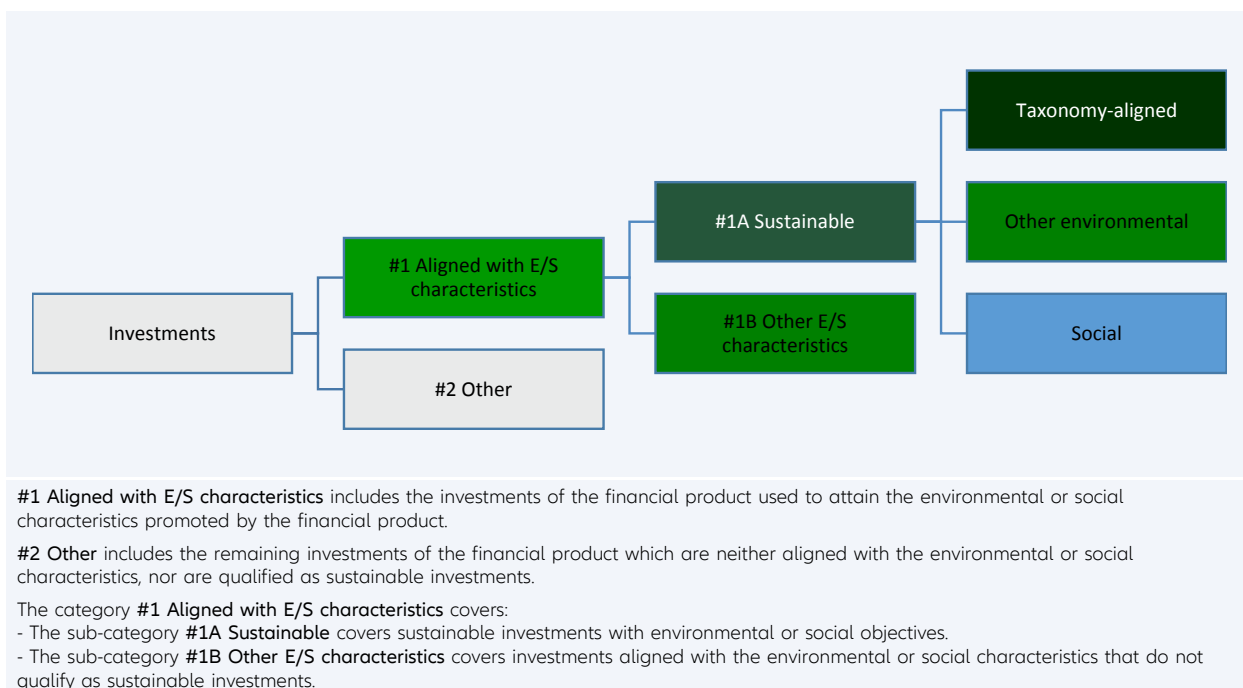 Taxonomy-aligned
#1A Sustainable
Other environmental
#1 Aligned with E/S
characteristics
Investments
#1B Other E/S
characteristics
Social
#2 Other
#1 Aligned with E/S characteristics includes the investments of the financial product used to attain the environmental or social
characteristics promoted by the financial product.
#2 Other includes the remaining investments of the financial product which are neither aligned with the environmental or social
characteristics, nor are qualified as sustainable investments.
The category #1 Aligned with E/S characteristics covers:
- The sub-category #1A Sustainable covers sustainable investments with environmental or social objectives.
- The sub-category #1B Other E/S characteristics covers investments aligned with the environmental or social characteristics that do not
qualify as sustainable investments.